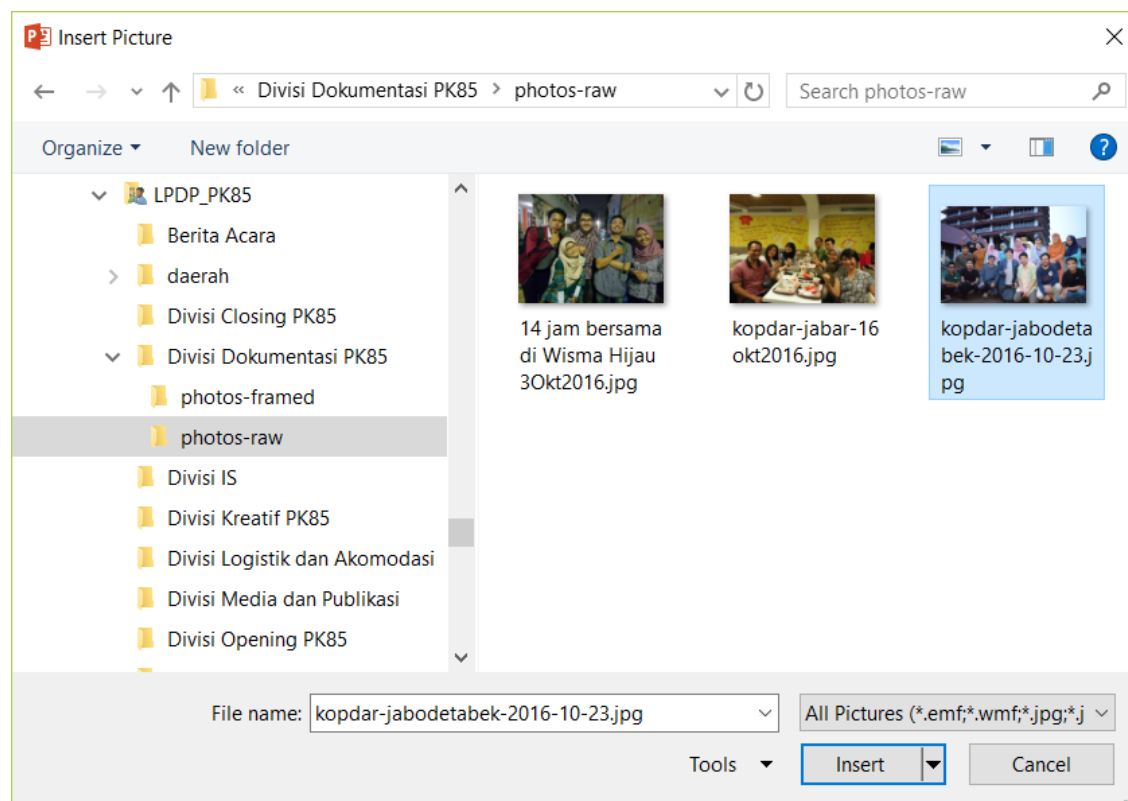 Insert Picture
« Divisi Dokumentasi PK85 > photos-raw
Search photos-raw
Organize
New folder
LPDP_PK85
Berita Acara
daerah
Divisi Closing PK85
Divisi Dokumentasi PK85
photos-framed
photos-raw
Divisi IS
Divisi Kreatif PK85
Divisi Logistik dan Akomodasi
Divisi Media dan Publikasi
Divisi Opening PK85
14 jam bersama
di Wisma Hijau
3Okt2016.jpg
kopdar-jabar-16
okt2016.jpg
kopdar-jabodeta
bek-2016-10-23.j
pg
File name:
kopdar-jabodetabek-2016-10-23.jpg
All Pictures (*.emf;*.wmf;*.jpg;*.j
Tools
Insert
Cancel